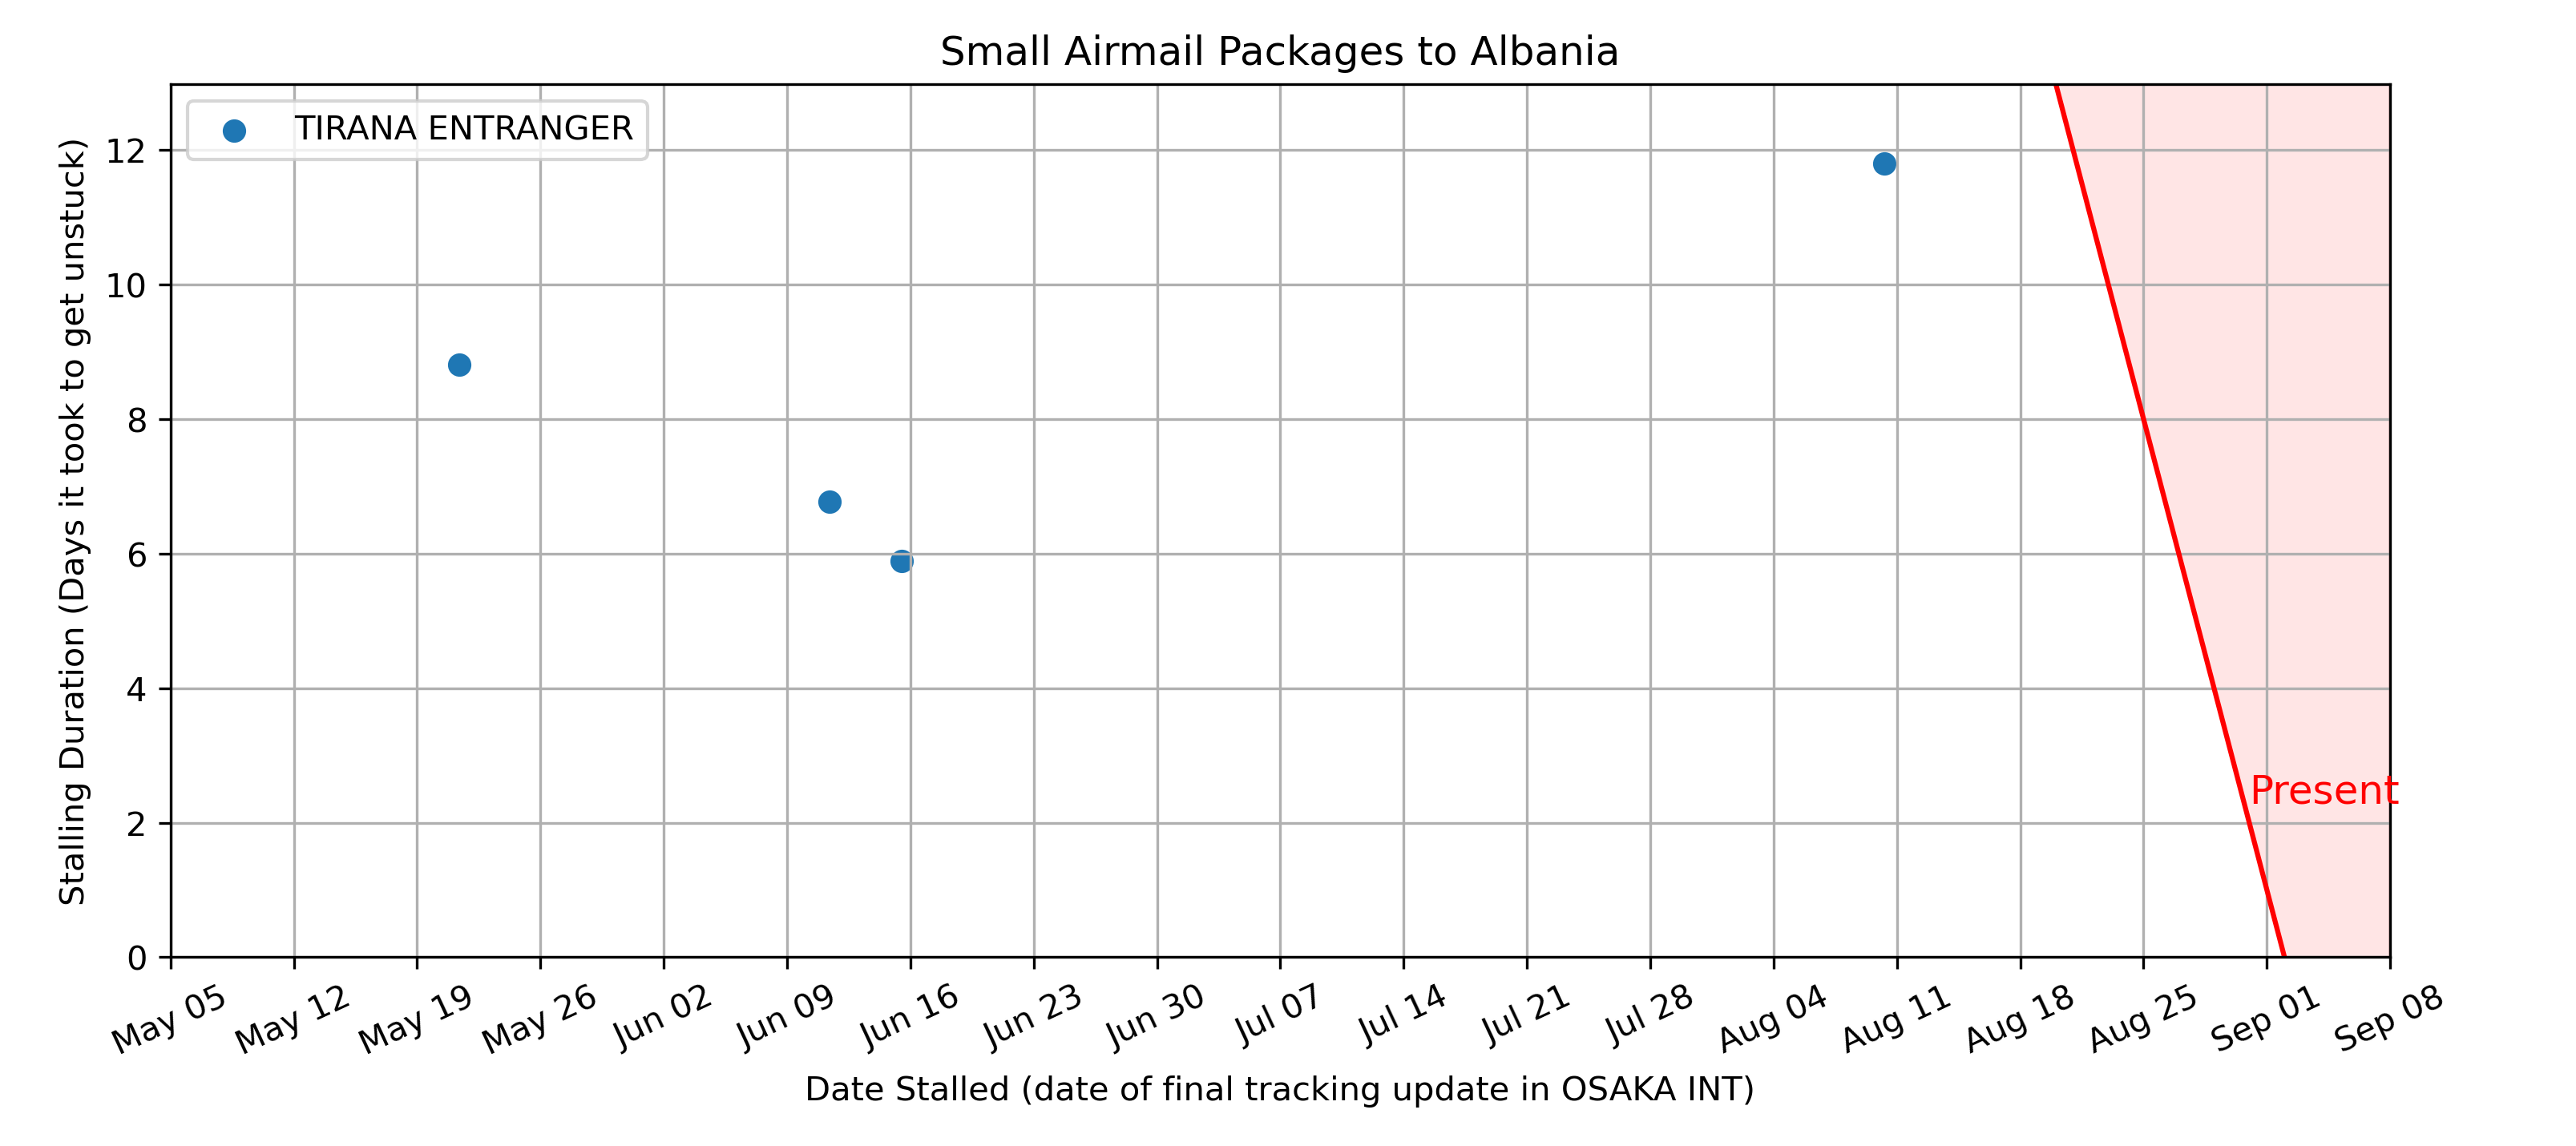 Small Airmail Packages to Albania
TIRANA ENTRANGER
Stalling Duration (Days it took to get unstuck)
12
10
8
6
4
2
0
Present
May 05
May 12
May 19
May 26
Jun 02
Jun 09
Jun 16
Jun 23
Jun 30
Jul 07
Jul 14
Jul 21
Jul 28
Aug 04
Aug 11
Aug 18
Aug 25
Sep 01
Sep 08
Date Stalled (date of final tracking update in OSAKA INT)